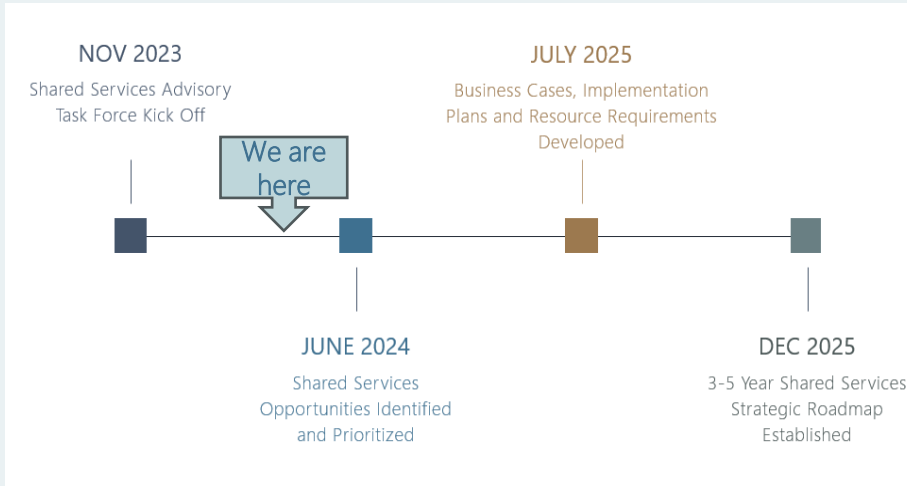 NOV 2023
Shared Services Advisory
Task Force Kick Off
We are
here
JULY 2025
Business Cases, Implementation
Plans and Resource Requirements
Developed
JUNE 2024
Shared Services
Opportunities Identified
and Prioritized
DEC 2025
3-5 Year Shared Services
Strategic Roadmap
Established